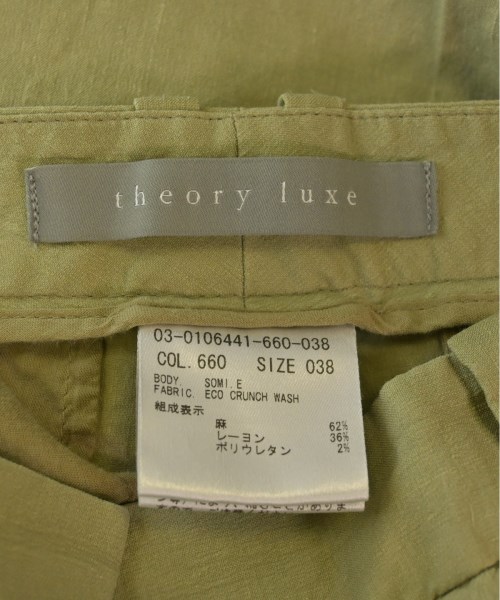 theory luxe
03-0106441-660-038
COL.660 SIZE 038
BODY SOMI.E
FABRIC ECO CRUNCH WASH
組成表示
麻 62%
レーヨン 36%
ポリウレタン 2%